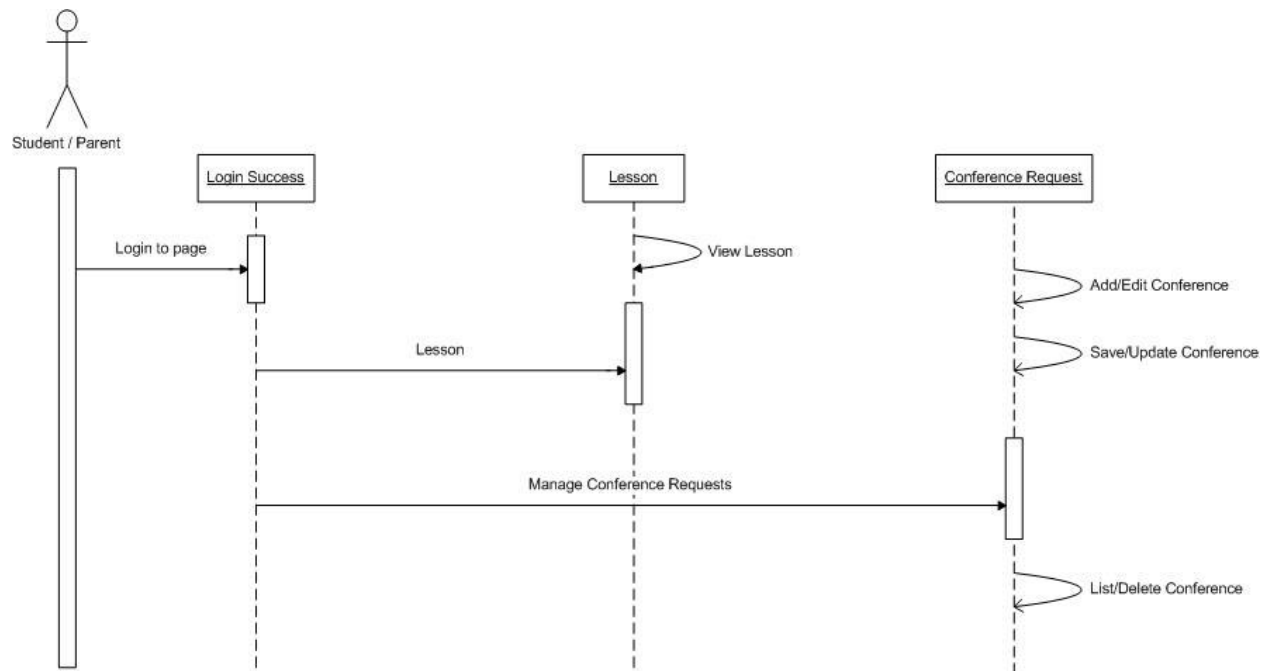 Student / Parent
Login Success
Lesson
Conference Request
Login to page
View Lesson
Add/Edit Conference
Lesson
Save/Update Conference
Manage Conference Requests
List/Delete Conference